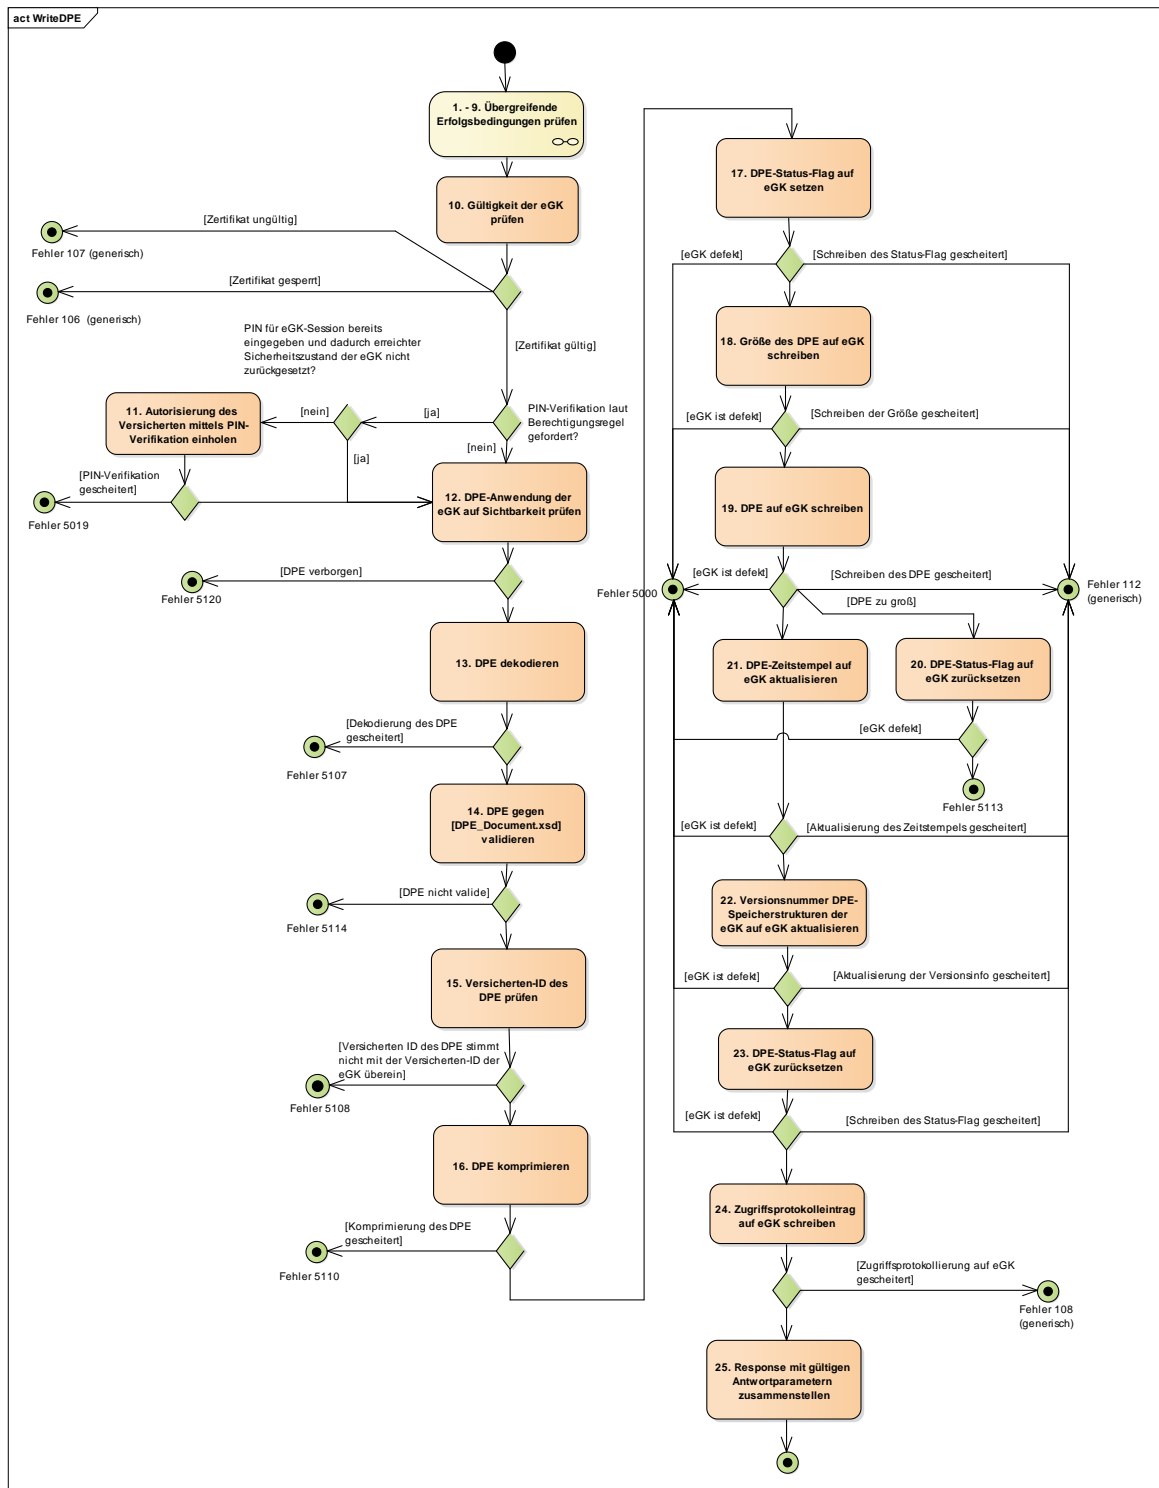 act WriteDPE
1. - 9. Übergreifende
Erfolgsbedingungen prüfen
10. Gültigkeit der eGK
prüfen
[Zertifikat ungültig]
Fehler 107 (generisch)
[Zertifikat gesperrt]
Fehler 106 (generisch)
PIN für eGK-Session bereits
eingegeben und dadurch erreichter
Sicherheitszustand der eGK nicht
zurückgesetzt?
[Zertifikat gültig]
11. Autorisierung des
Versicherten mittels PIN-
Verifikation einholen
[nein]
[ja]
PIN-Verifikation laut
Berechtigungsregel
gefordert?
[nein]
[ja]
[PIN-Verifikation
gescheitert]
Fehler 5019
12. DPE-Anwendung der
eGK auf Sichtbarkeit prüfen
[DPE verborgen]
Fehler 5120
13. DPE dekodieren
[Dekodierung des DPE
gescheitert]
Fehler 5107
14. DPE gegen
[DPE_Document.xsd]
validieren
[DPE nicht valide]
Fehler 5114
15. Versicherten-ID des
DPE prüfen
[Versicherten ID des DPE stimmt
nicht mit der Versicherten-ID der
eGK überein]
Fehler 5108
16. DPE komprimieren
[Komprimierung des DPE
gescheitert]
Fehler 5110
17. DPE-Status-Flag auf
eGK setzen
[eGK defekt]
[Schreiben des Status-Flag gescheitert]
18. Größe des DPE auf eGK
schreiben
[eGK ist defekt]
[Schreiben der Größe gescheitert]
19. DPE auf eGK schreiben
[eGK ist defekt]
[Schreiben des DPE gescheitert]
Fehler 5000
Fehler 112
(generisch)
[DPE zu groß]
21. DPE-Zeitstempel auf
eGK aktualisieren
20. DPE-Status-Flag auf
eGK zurücksetzen
[eGK defekt]
Fehler 5113
[eGK ist defekt]
[Aktualisierung des Zeitstempels gescheitert]
22. Versionsnummer DPE-
Speicherstrukturen der
eGK auf eGK aktualisieren
[eGK ist defekt]
[Aktualisierung der Versionsinfo gescheitert]
23. DPE-Status-Flag auf
eGK zurücksetzen
[eGK ist defekt]
[Schreiben des Status-Flag gescheitert]
24. Zugriffsprotokolleintrag
auf eGK schreiben
[Zugriffsprotokollierung auf eGK
gescheitert]
Fehler 108
(generisch)
25. Response mit gültigen
Antwortparametern
zusammenstellen